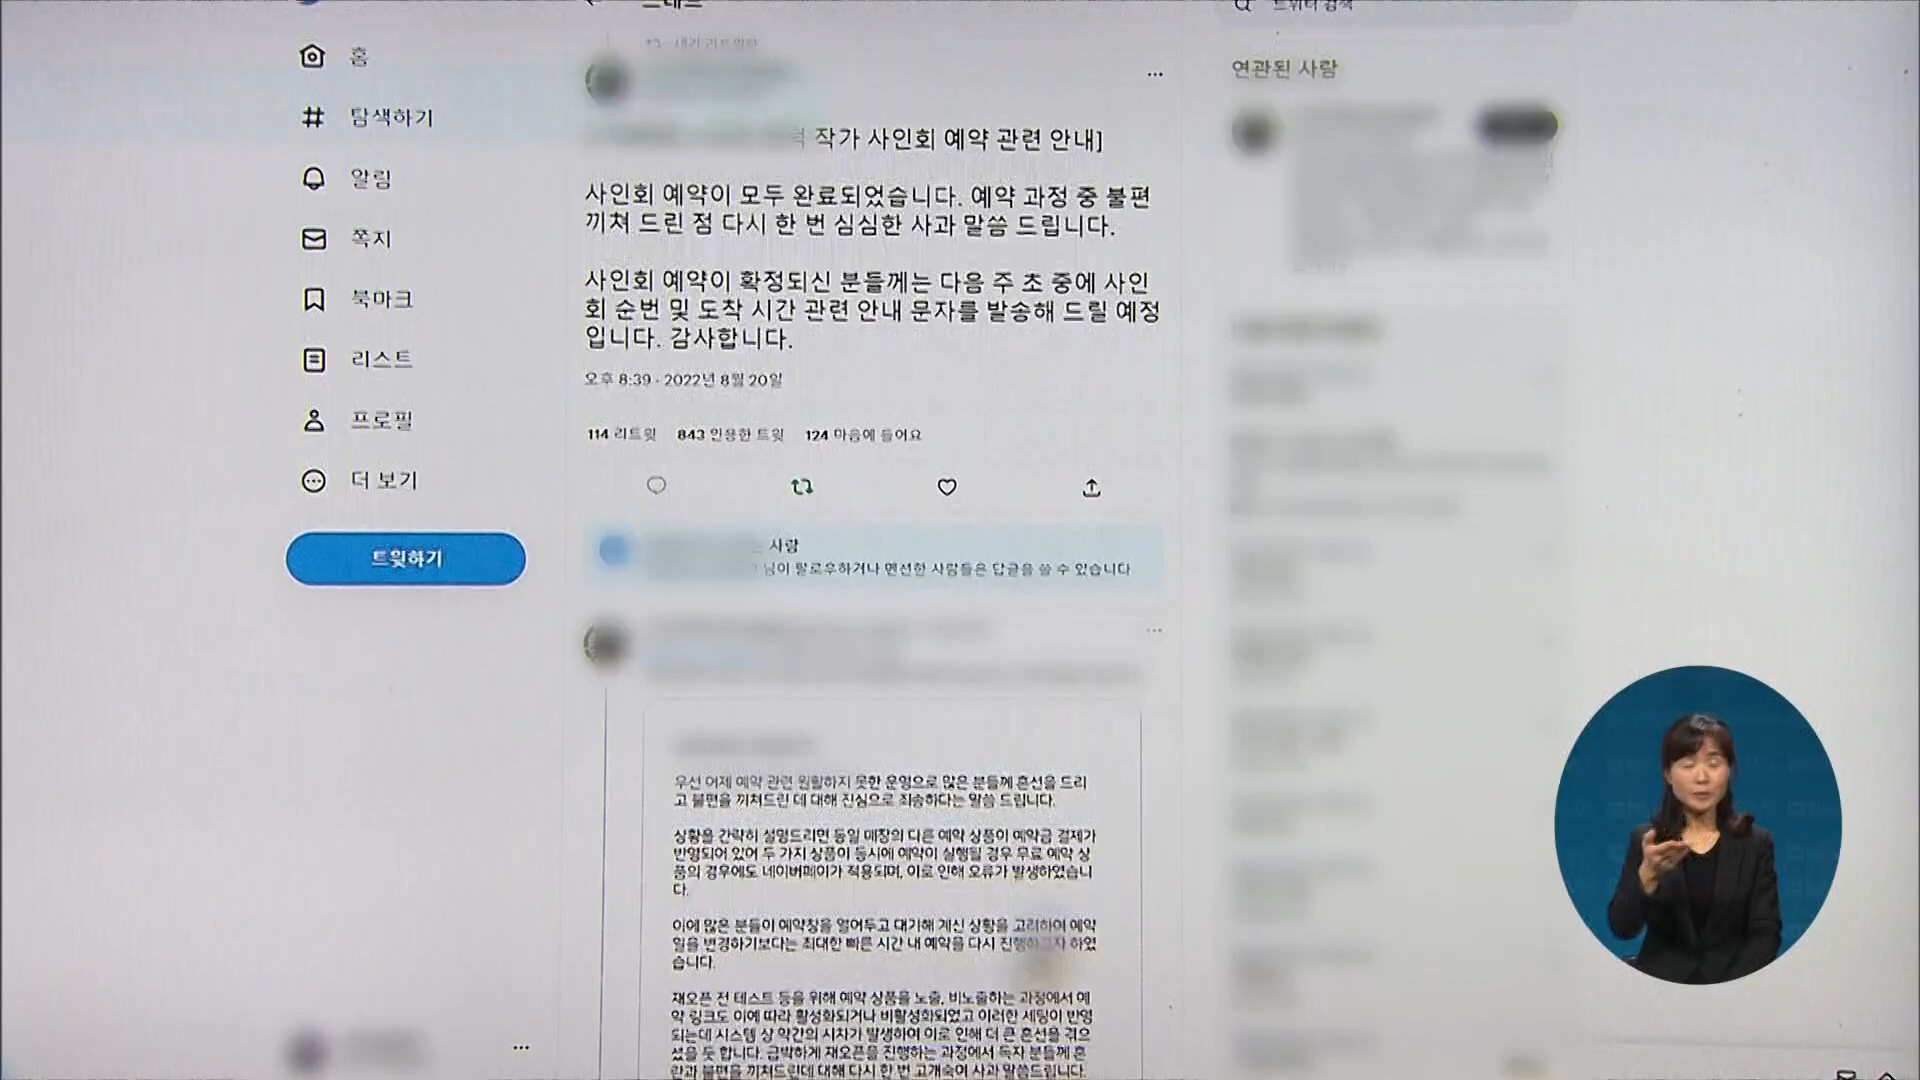 홈
탐색하기
알림
쪽지
북마크
리스트
프로필
더 보기
트윗하기
작가 사인회 예약 관련 안내]
사인회 예약이 모두 완료되었습니다. 예약 과정 중 불편
끼쳐 드린 점 다시 한 번 심심한 사과 말씀 드립니다.
사인회 예약이 확정되신 분들께는 다음 주 초 중에 사인
회 순번 및 도착 시간 관련 안내 문자를 발송해 드릴 예정
입니다. 감사합니다.
오후 8:39 · 2022년 8월 20일
114 리트윗 843 인용한 트윗 124 마음에 들어요
사람
님이 팔로우하거나 멘션한 사람들은 답글을 쓸 수 있습니다
우선 어제 예약 관련 원활하지 못한 운영으로 많은 분들께 혼선을 드리
고 불편을 끼쳐드린 데 대해 진심으로 죄송하다는 말씀 드립니다.
상황을 간략히 설명드리면 동일 매장의 다른 예약 상품이 예약금 결제가
반영되어 있어 두 가지 상품이 동시에 예약이 실행될 경우 무료 예약 상
품의 경우에도 네이버페이가 적용되며, 이로 인해 오류가 발생하였습니
다.
이에 많은 분들이 예약창을 열어두고 대기해 계신 상황을 고려하여 예약
일을 변경하기보다는 최대한 빠른 시간 내 예약을 다시 진행하고자 하였
습니다.
재오픈 전 테스트 등을 위해 예약 상품을 노출, 비노출하는 과정에서 예
약 링크도 이에 따라 활성화되거나 비활성화되었고 이러한 세팅이 반영
되는데 시스템 상 약간의 시차가 발생하여 이로 인해 더 큰 혼선을 겪으
셨을 듯 합니다. 급박하게 재오픈을 진행하는 과정에서 독자 분들께 혼
란과 불편을 끼쳐드린데 대해 다시 한 번 고개숙여 사과 말씀드립니다.
트위터 검색
연관된 사람